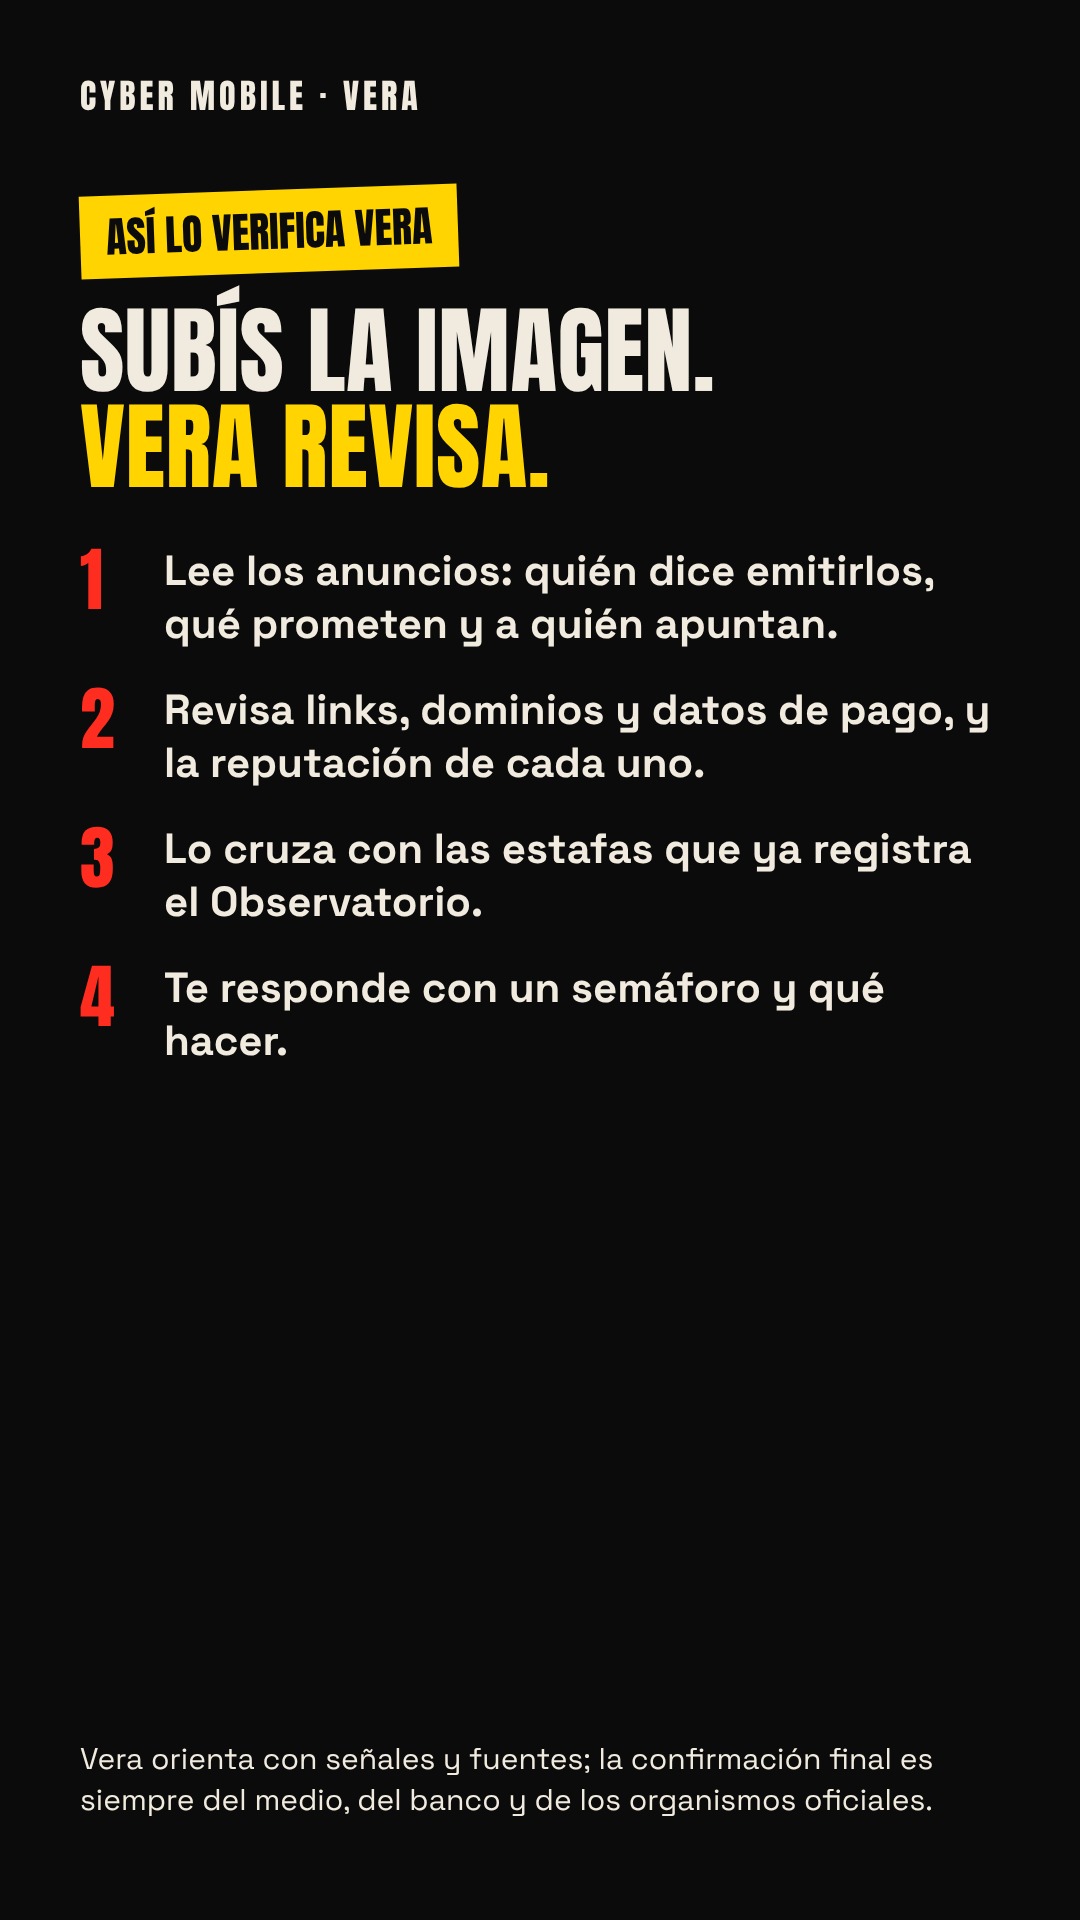 CYBER MOBILE · VERA
ASÍ LO VERIFICA VERA
SUBÍS LA IMAGEN.
VERA REVISA.
1 Lee los anuncios: quién dice emitirlos,
qué prometen y a quién apuntan.
2 Revisa links, dominios y datos de pago, y
la reputación de cada uno.
3 Lo cruza con las estafas que ya registra
el Observatorio.
4 Te responde con un semáforo y qué
hacer.
Vera orienta con señales y fuentes; la confirmación final es
siempre del medio, del banco y de los organismos oficiales.